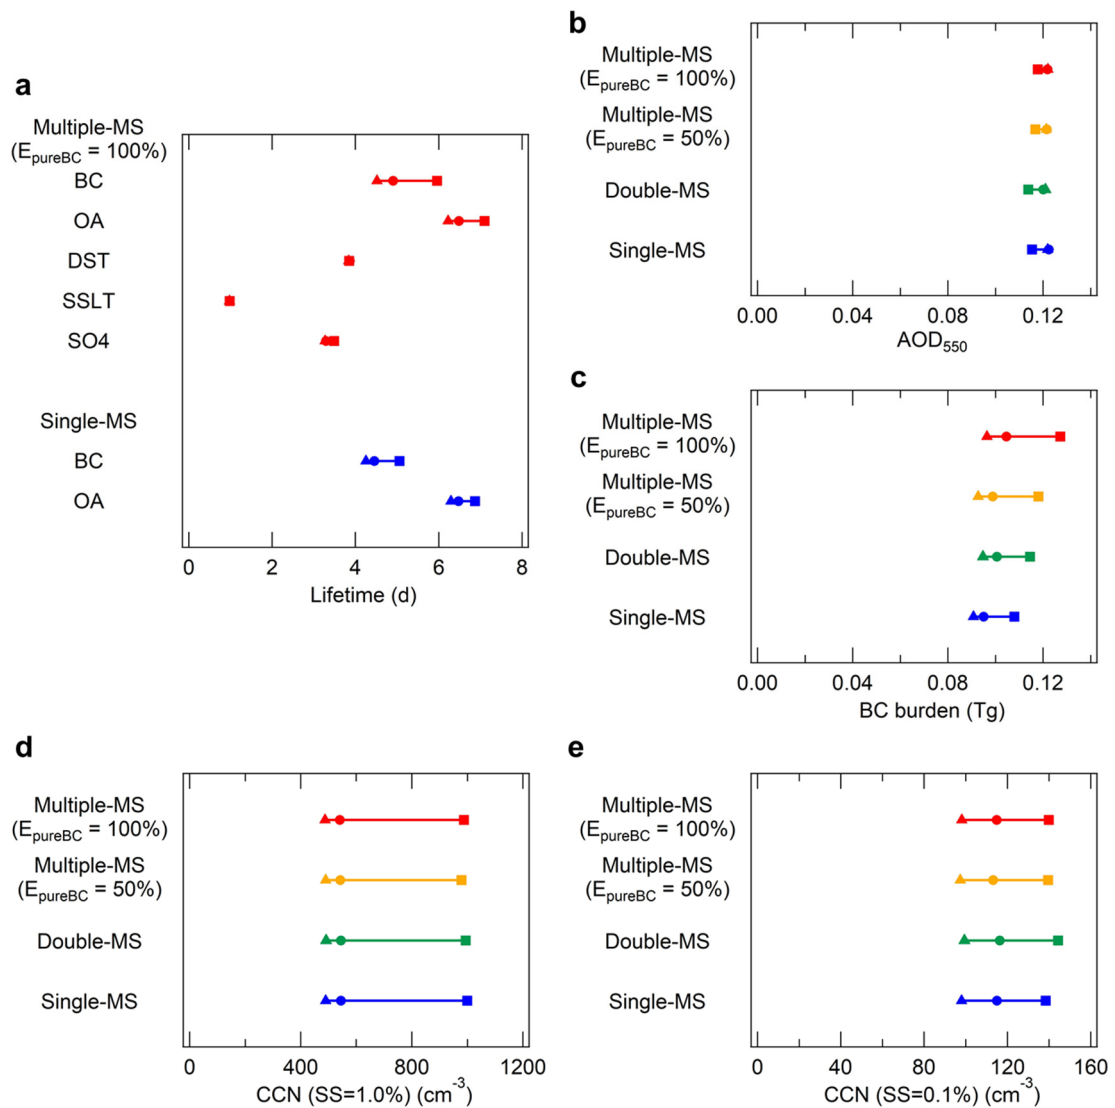 a
Multiple-MS
(EpureBC = 100%)
BC
OA
DST
SSLT
SO4
Single-MS
BC
OA
0 2 4 6 8
Lifetime (d)
b
Multiple-MS
(EpureBC = 100%)
Multiple-MS
(EpureBC = 50%)
Double-MS
Single-MS
0.00 0.04 0.08 0.12
AOD550
c
Multiple-MS
(EpureBC = 100%)
Multiple-MS
(EpureBC = 50%)
Double-MS
Single-MS
0.00 0.04 0.08 0.12
BC burden (Tg)
d
Multiple-MS
(EpureBC = 100%)
Multiple-MS
(EpureBC = 50%)
Double-MS
Single-MS
0 400 800 1200
CCN (SS=1.0%) (cm-3)
e
Multiple-MS
(EpureBC = 100%)
Multiple-MS
(EpureBC = 50%)
Double-MS
Single-MS
0 40 80 120 160
CCN (SS=0.1%) (cm-3)